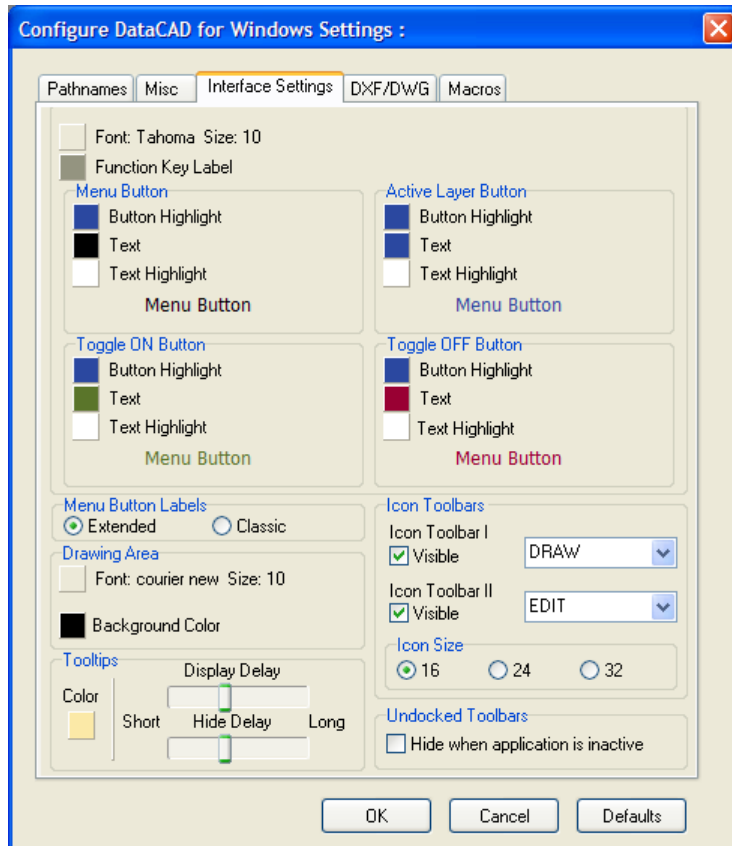 Configure DataCAD for Windows Settings :
Pathnames Misc Interface Settings DXF/DWG Macros
Font: Tahoma Size: 10
Function Key Label
Menu Button
Button Highlight
Text
Text Highlight
Menu Button
Active Layer Button
Button Highlight
Text
Text Highlight
Menu Button
Toggle ON Button
Button Highlight
Text
Text Highlight
Menu Button
Toggle OFF Button
Button Highlight
Text
Text Highlight
Menu Button
Menu Button Labels
Extended Classic
Drawing Area
Font: courier new Size: 10
Background Color
Tooltips
Display Delay
Color
Short Hide Delay Long
Icon Toolbars
Icon Toolbar I
Visible DRAW
Icon Toolbar II
Visible EDIT
Icon Size
16 24 32
Undocked Toolbars
Hide when application is inactive
OK Cancel Defaults